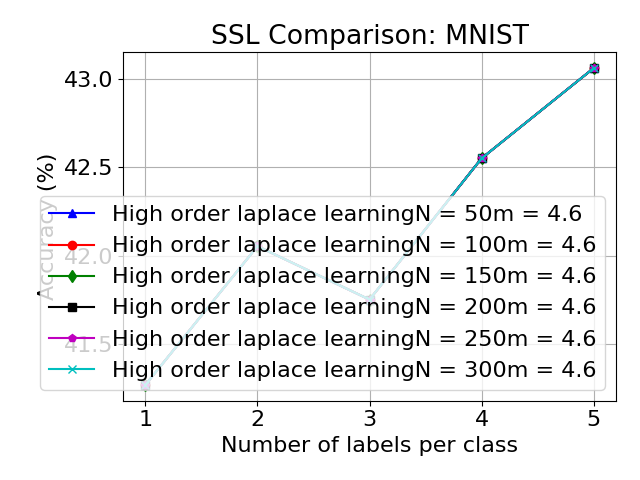 SSL Comparison: MNIST
43.0
42.5
42.0
41.5
Accuracy (%)
High order laplace learningN = 50m = 4.6
High order laplace learningN = 100m = 4.6
High order laplace learningN = 150m = 4.6
High order laplace learningN = 200m = 4.6
High order laplace learningN = 250m = 4.6
High order laplace learningN = 300m = 4.6
1 2 3 4 5
Number of labels per class